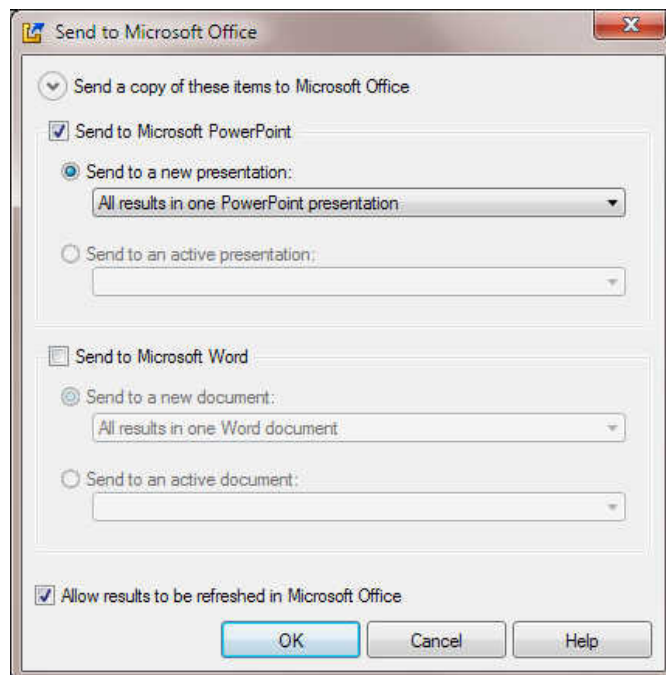 Send to Microsoft Office
Send a copy of these items to Microsoft Office
Send to Microsoft PowerPoint
Send to a new presentation:
All results in one PowerPoint presentation
Send to an active presentation:
Send to Microsoft Word
Send to a new document:
All results in one Word document
Send to an active document:
Allow results to be refreshed in Microsoft Office
OK Cancel Help